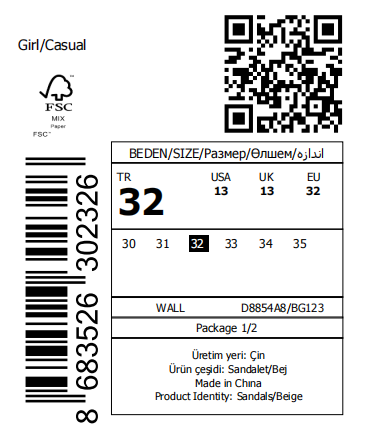 Girl/Casual
FSC
MIX
Paper
FSC™
BEDEN/SIZE/Размер/Өлшем/اندازه
TR USA UK EU
32 13 13 32
30 31 32 33 34 35
WALL D8854A8/BG123
Package 1/2
Üretim yeri: Çin
Ürün çeşidi: Sandalet/Bej
Made in China
Product Identity: Sandals/Beige
8 683526 302326